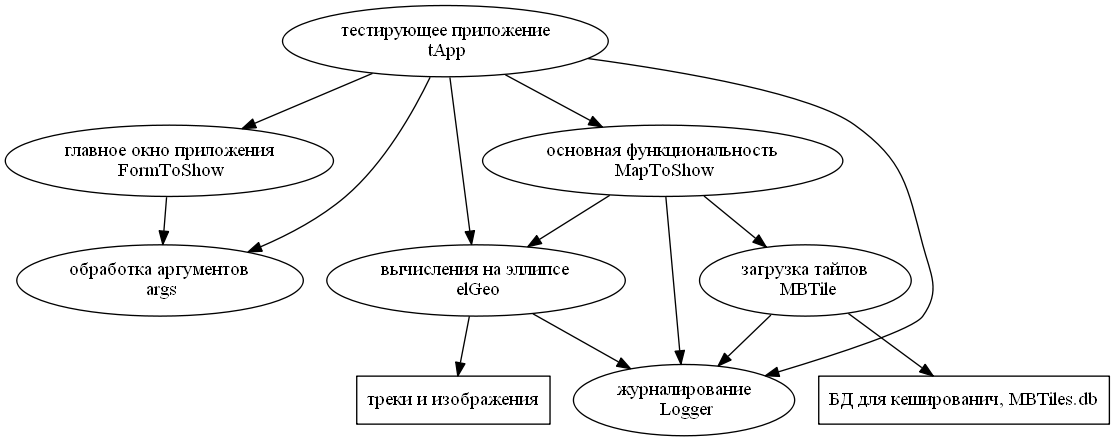 тестирующее приложение
tApp
главное окно приложения
FormToShow
основная функциональность
MapToShow
обработка аргументов
args
вычисления на эллипсе
elGeo
загрузка тайлов
MBTile
треки и изображения
журналирование
Logger
БД для кешированич, MBTiles.db